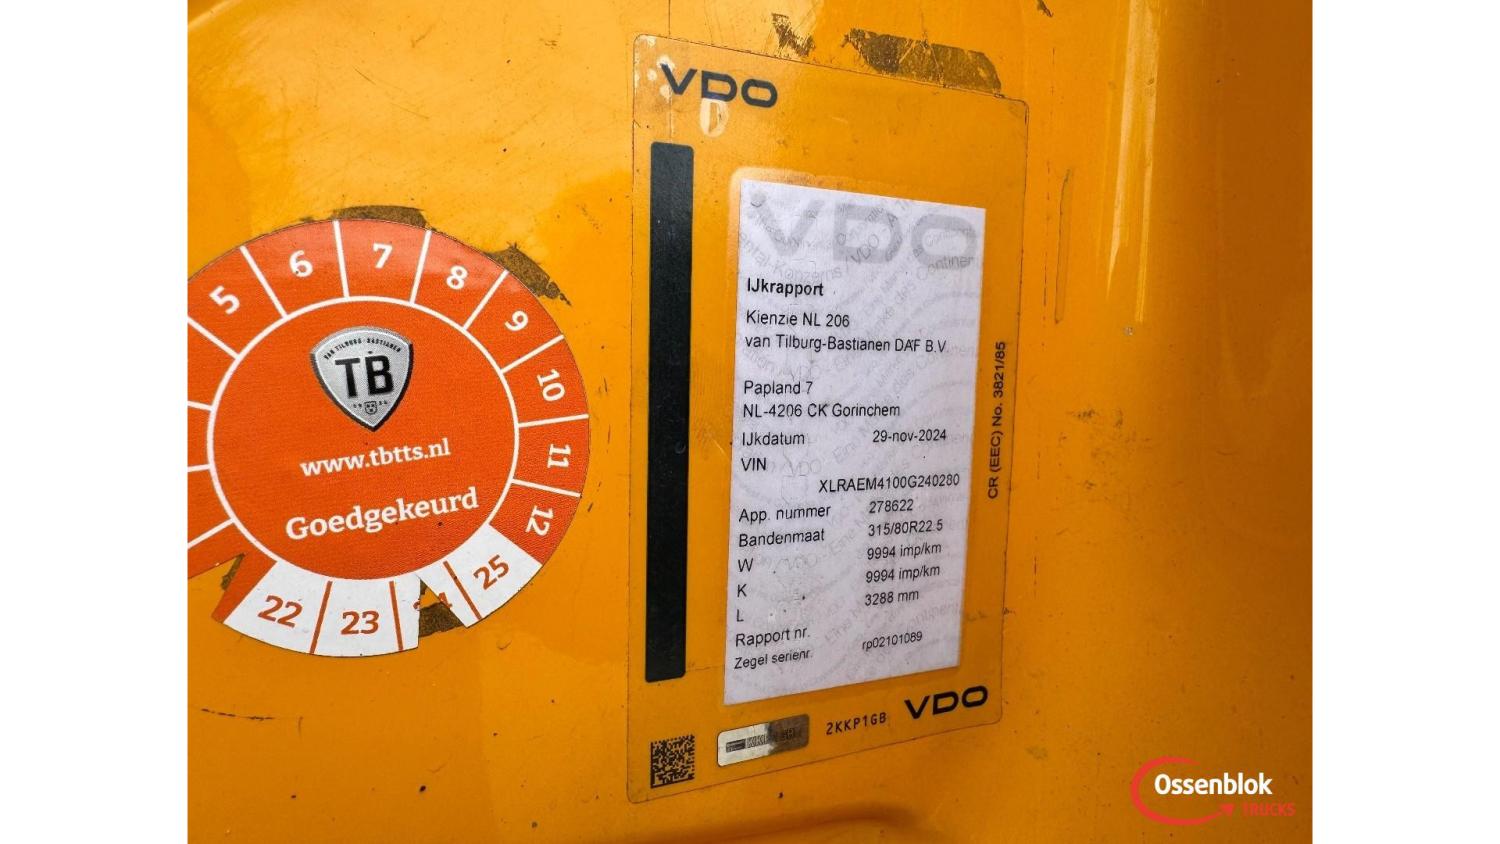 5
6
7
8
9
10
11
12
VAN TILBURG-BASTIANEN
TB
www.tbtts.nl
Goedgekeurd
22
23
25
VDO
VDO
IJkrapport
Kienzie NL 206
van Tilburg-Bastianen DAF B.V.
Papland 7
NL-4206 CK Gorinchem
IJkdatum 29-nov-2024
VIN
XLRAEM4100G240280
App. nummer 278622
Bandenmaat 315/80R22.5
W 9994 imp/km
K 9994 imp/km
L 3288 mm
Rapport nr.
Zegel serienr. rp02101089
CR (EEC) No. 3821/85
2KKP1GB
VDO
Ossenblok
TRUCKS